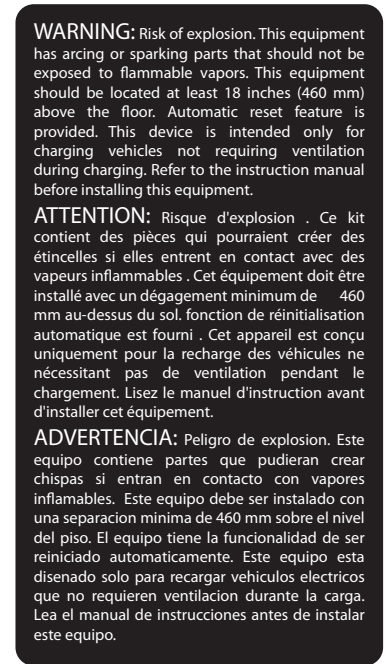 WARNING: Risk of explosion. This equipment
has arcing or sparking parts that should not be
exposed to flammable vapors. This equipment
should be located at least 18 inches (460 mm)
above the floor. Automatic reset feature is
provided. This device is intended only for
charging vehicles not requiring ventilation
during charging. Refer to the instruction manual
before installing this equipment.
ATTENTION: Risque d'explosion . Ce kit
contient des pièces qui pourraient créer des
étincelles si elles entrent en contact avec des
vapeurs inflammables . Cet équipement doit être
installé avec un dégagement minimum de 460
mm au-dessus du sol. fonction de réinitialisation
automatique est fourni . Cet appareil est conçu
uniquement pour la recharge des véhicules ne
nécessitant pas de ventilation pendant le
chargement. Lisez le manuel d'instruction avant
d'installer cet équipement.
ADVERTENCIA: Peligro de explosion. Este
equipo contiene partes que pudieran crear
chispas si entran en contacto con vapores
inflamables. Este equipo debe ser instalado con
una separacion minima de 460 mm sobre el nivel
del piso. El equipo tiene la funcionalidad de ser
reiniciado automaticamente. Este equipo esta
disenado solo para recargar vehiculos electricos
que no requieren ventilacion durante la carga.
Lea el manual de instrucciones antes de instalar
este equipo.